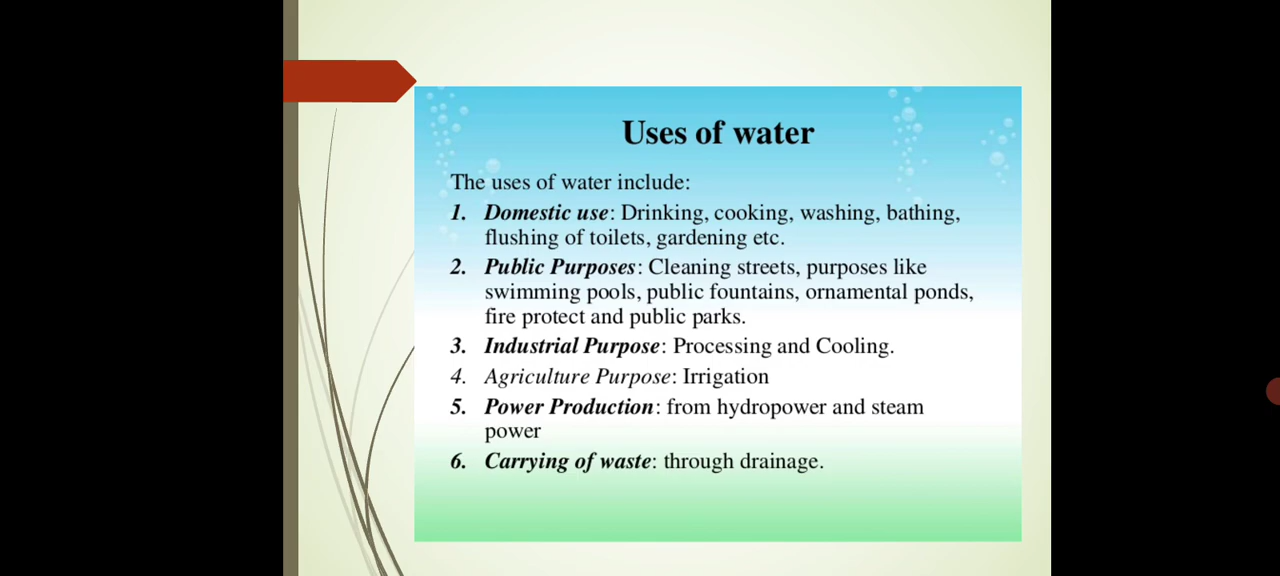 Uses of water
The uses of water include:
1. Domestic use: Drinking, cooking, washing, bathing,
flushing of toilets, gardening etc.
2. Public Purposes: Cleaning streets, purposes like
swimming pools, public fountains, ornamental ponds,
fire protect and public parks.
3. Industrial Purpose: Processing and Cooling.
4. Agriculture Purpose: Irrigation
5. Power Production: from hydropower and steam
power
6. Carrying of waste: through drainage.